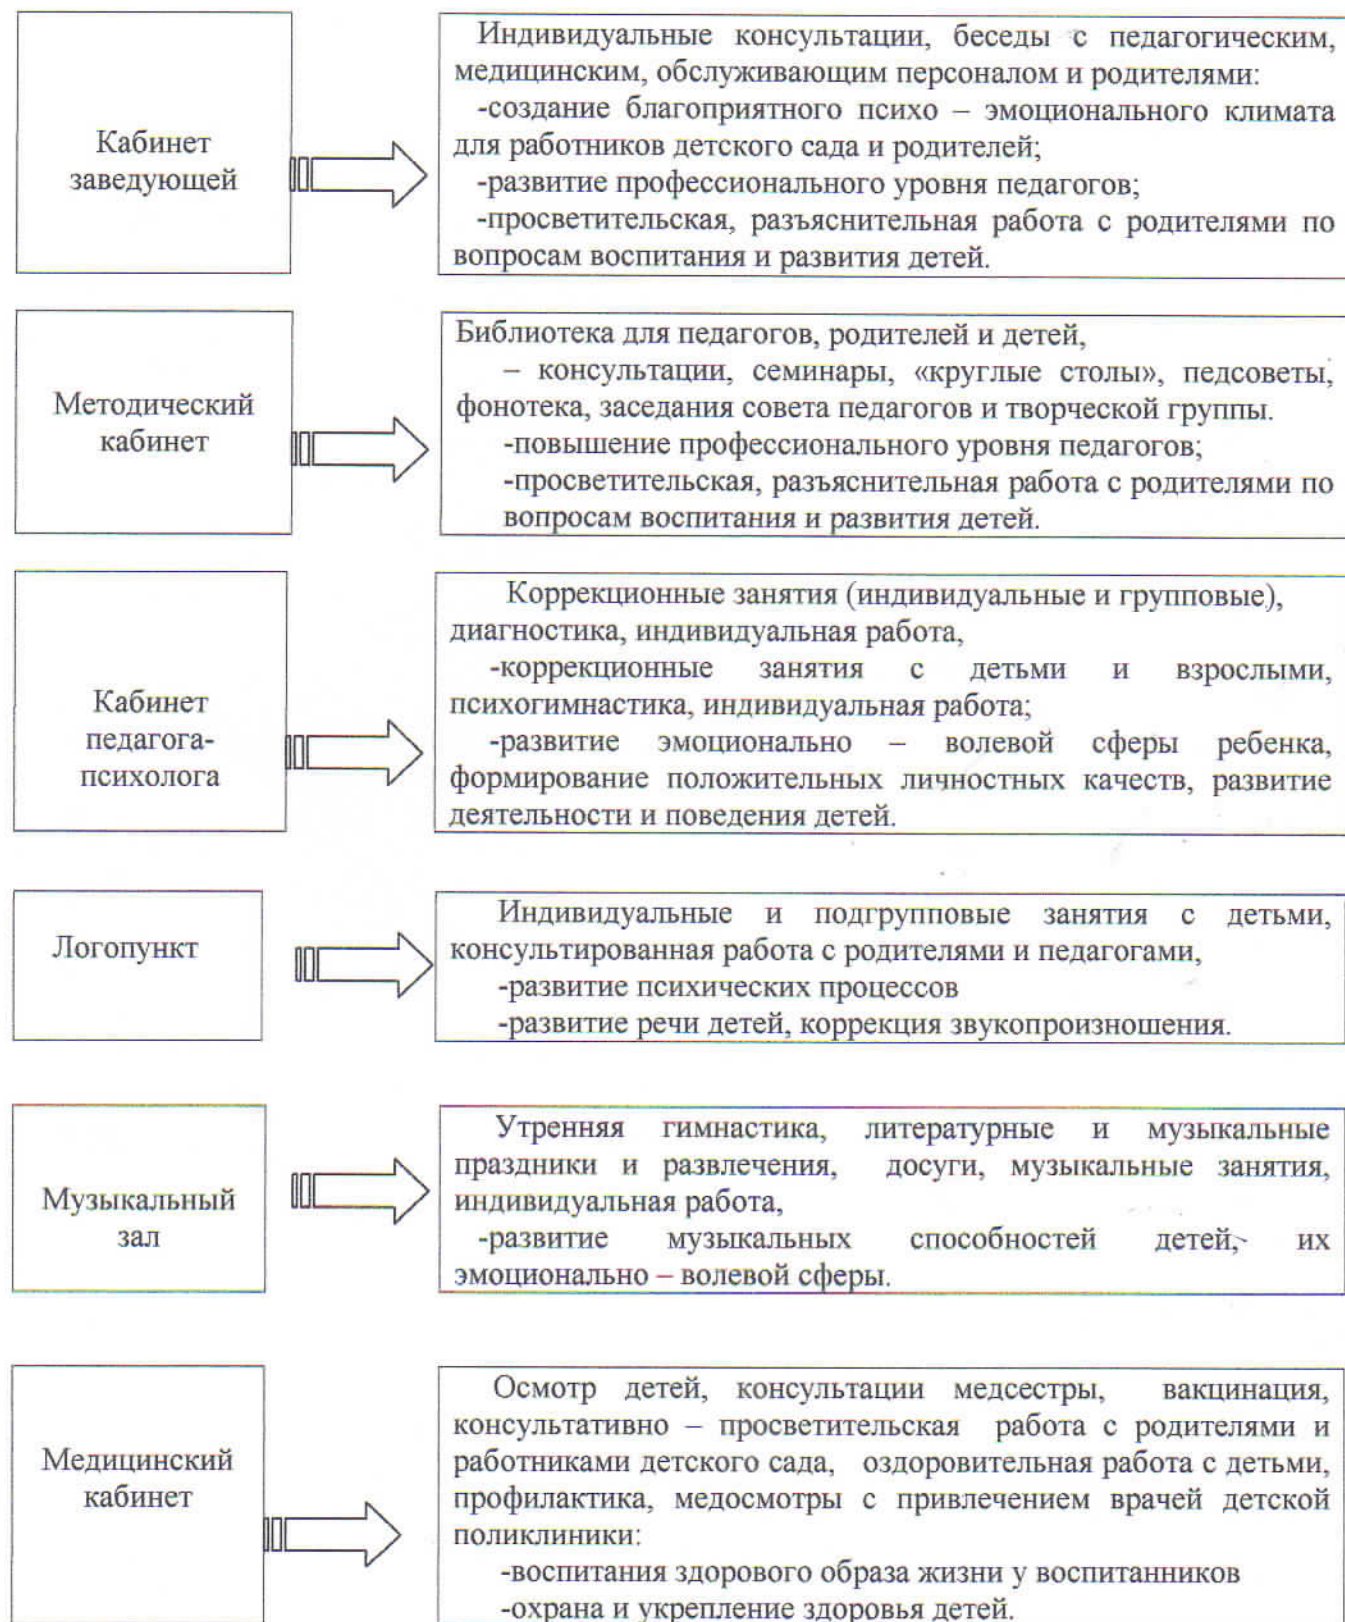 Кабинет
заведующей
Индивидуальные консультации, беседы с педагогическим,
медицинским, обслуживающим персоналом и родителями:
-создание благоприятного психо – эмоционального климата
для работников детского сада и родителей;
-развитие профессионального уровня педагогов;
-просветительская, разъяснительная работа с родителями по
вопросам воспитания и развития детей.
Методический
кабинет
Библиотека для педагогов, родителей и детей,
– консультации, семинары, «круглые столы», педсоветы,
фонотека, заседания совета педагогов и творческой группы.
-повышение профессионального уровня педагогов;
-просветительская, разъяснительная работа с родителями по
вопросам воспитания и развития детей.
Кабинет
педагога-
психолога
Коррекционные занятия (индивидуальные и групповые),
диагностика, индивидуальная работа,
-коррекционные занятия с детьми и взрослыми,
психогимнастика, индивидуальная работа;
-развитие эмоционально – волевой сферы ребенка,
формирование положительных личностных качеств, развитие
деятельности и поведения детей.
Логопункт
Индивидуальные и подгрупповые занятия с детьми,
консультированная работа с родителями и педагогами,
-развитие психических процессов
-развитие речи детей, коррекция звукопроизношения.
Музыкальный
зал
Утренняя гимнастика, литературные и музыкальные
праздники и развлечения, досуги, музыкальные занятия,
индивидуальная работа,
-развитие музыкальных способностей детей, их
эмоционально – волевой сферы.
Медицинский
кабинет
Осмотр детей, консультации медсестры, вакцинация,
консультативно – просветительская работа с родителями и
работниками детского сада, оздоровительная работа с детьми,
профилактика, медосмотры с привлечением врачей детской
поликлиники:
-воспитания здорового образа жизни у воспитанников
-охрана и укрепление здоровья детей.